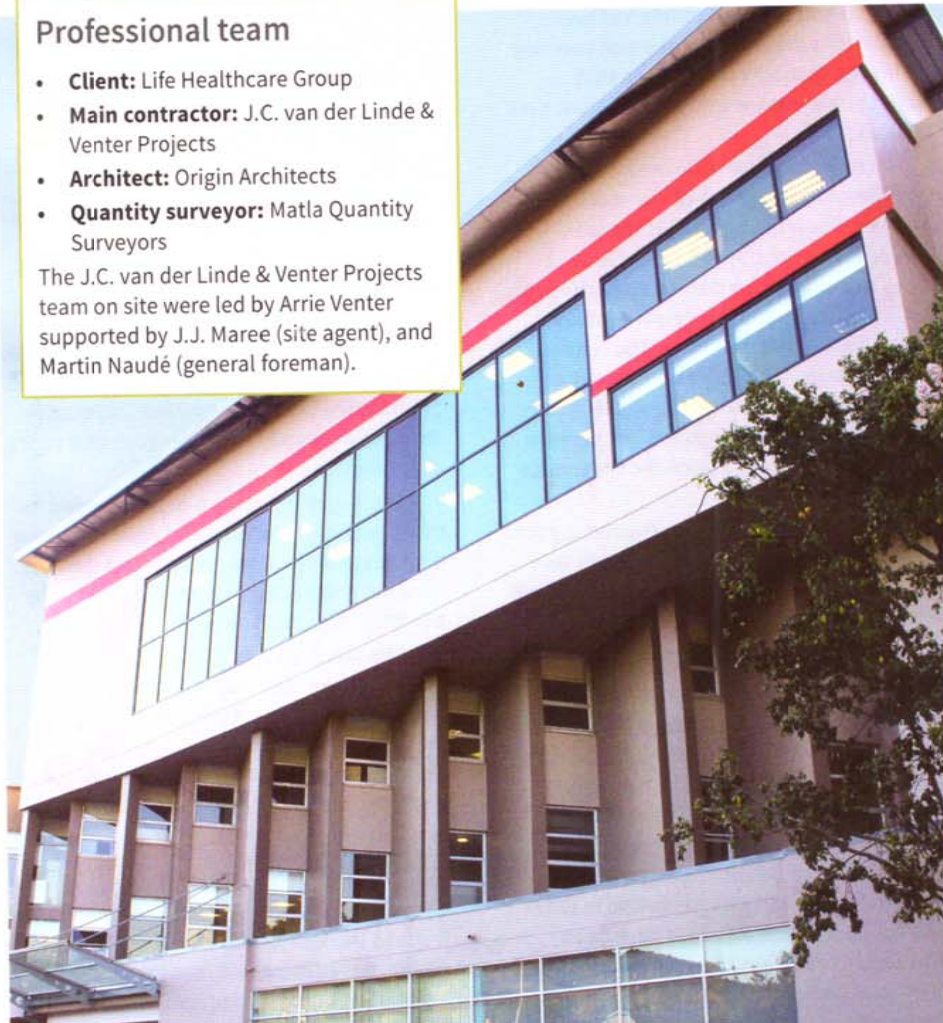 Professional team
• Client: Life Healthcare Group
• Main contractor: J.C. van der Linde &
Venter Projects
• Architect: Origin Architects
• Quantity surveyor: Matla Quantity
Surveyors
The J.C. van der Linde & Venter Projects
team on site were led by Arrie Venter
supported by J.J. Maree (site agent), and
Martin Naudé (general foreman).